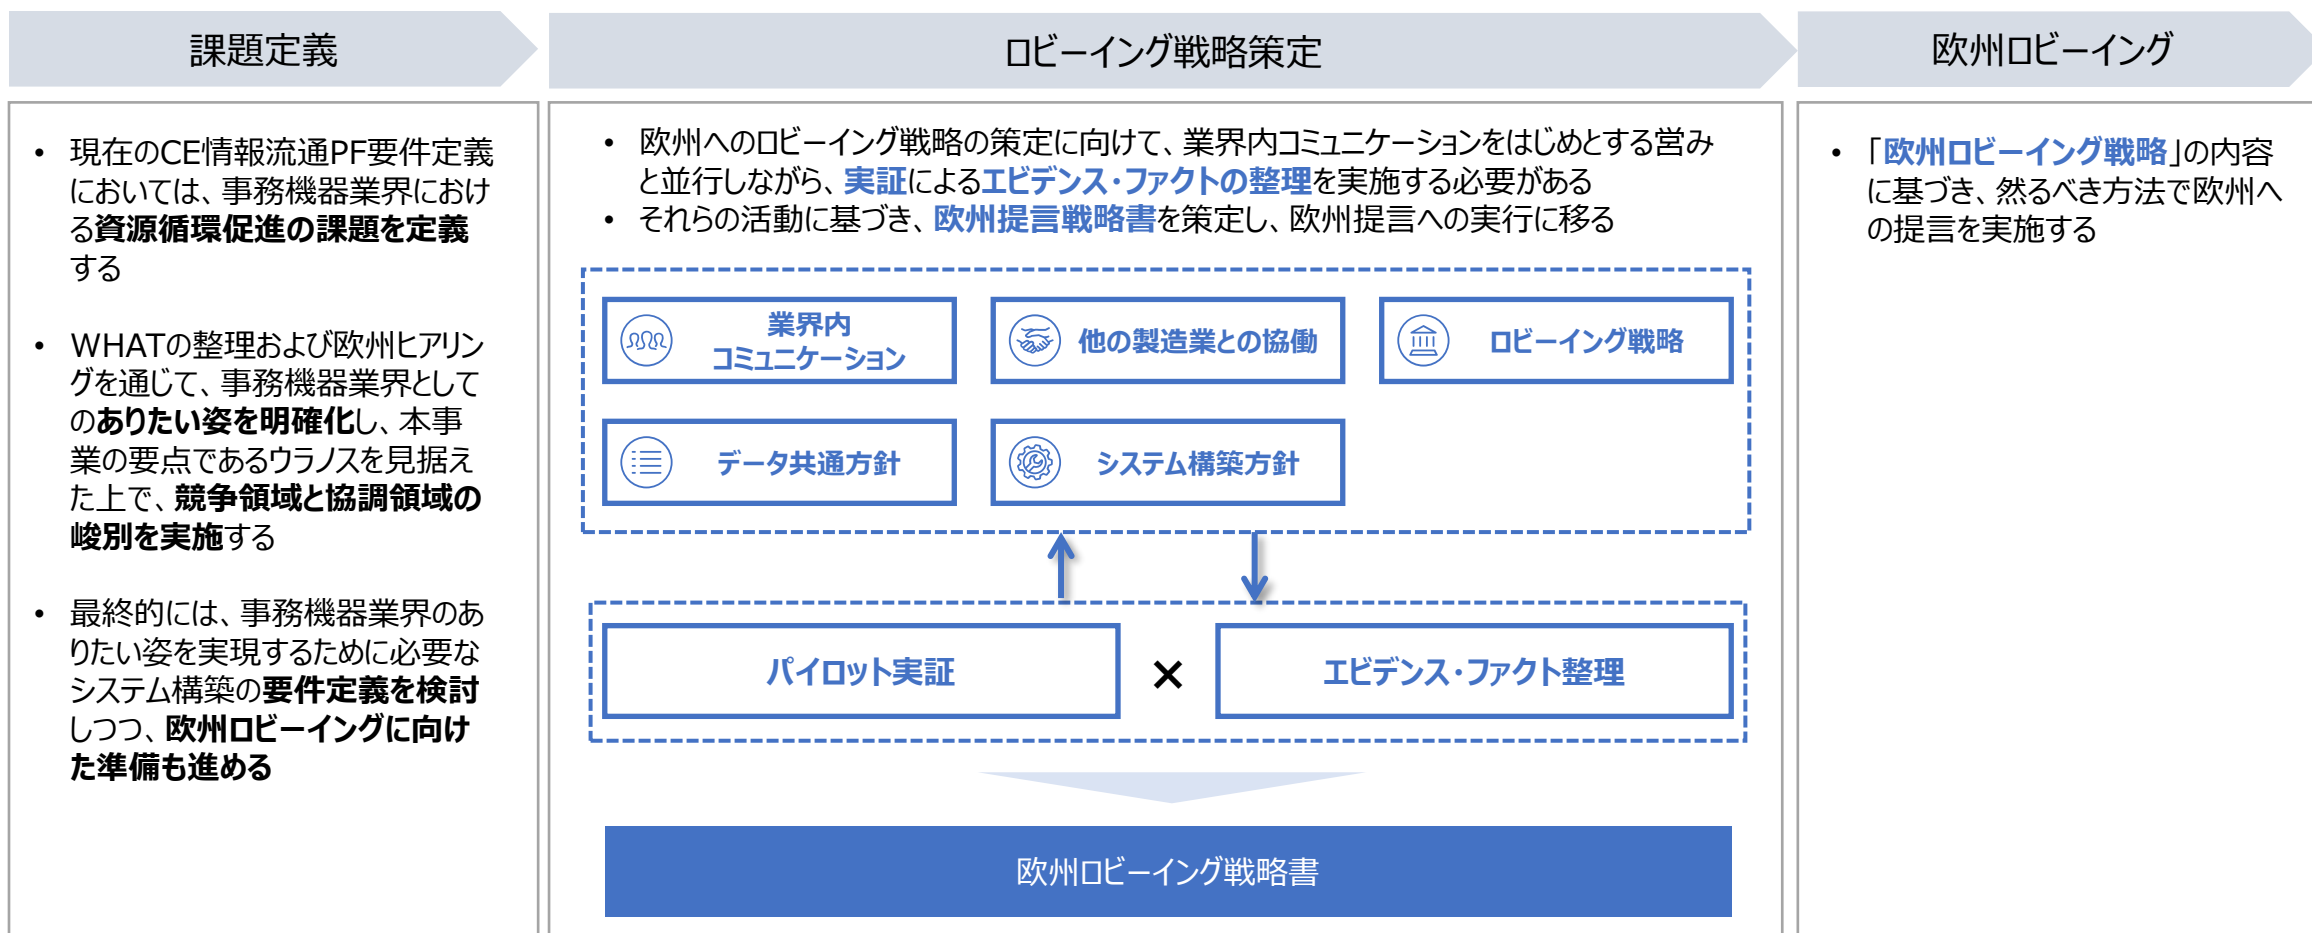 課題定義
ロビーイング戦略策定
欧州ロビーイング
• 現在のCE情報流通PF要件定義
においては、事務機器業界におけ
る資源循環促進の課題を定義
する
• WHATの整理および欧州ヒアリン
グを通じて、事務機器業界として
のありたい姿を明確化し、本事
業の要点であるウラノスを見据え
た上で、競争領域と協調領域の
峻別を実施する
• 最終的には、事務機器業界のあ
りたい姿を実現するために必要な
システム構築の要件定義を検討
しつつ、欧州ロビーイングに向け
た準備も進める
• 欧州へのロビーイング戦略の策定に向けて、業界内コミュニケーションをはじめとする営み
と並行しながら、実証によるエビデンス・ファクトの整理を実施する必要がある
• それらの活動に基づき、欧州提言戦略書を策定し、欧州提言への実行に移る
業界内
コミュニケーション
他の製造業との協働
ロビーイング戦略
データ共通方針
システム構築方針
パイロット実証
×
エビデンス・ファクト整理
欧州ロビーイング戦略書
• 「欧州ロビーイング戦略」の内容
に基づき、然るべき方法で欧州へ
の提言を実施する